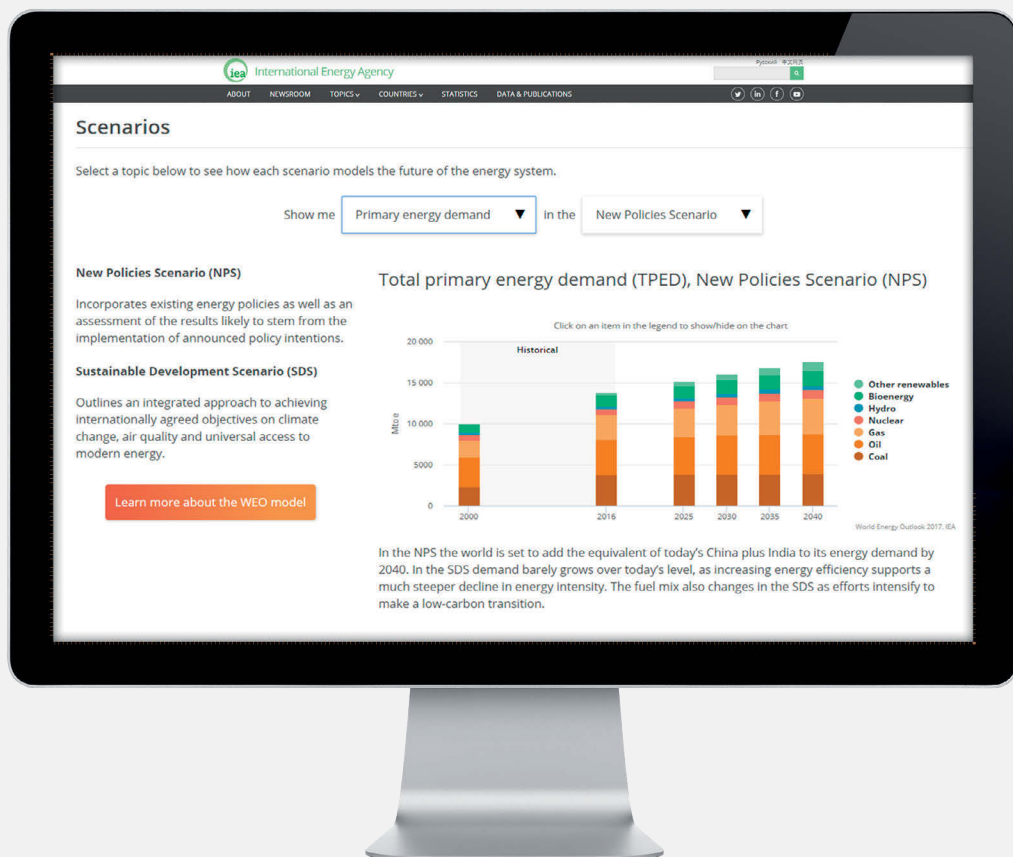 Русский 中文网页
iea International Energy Agency
ABOUT NEWSROOM TOPICS COUNTRIES STATISTICS DATA & PUBLICATIONS
Scenarios
Select a topic below to see how each scenario models the future of the energy system.
Show me Primary energy demand in the New Policies Scenario
New Policies Scenario (NPS)
Incorporates existing energy policies as well as an
assessment of the results likely to stem from the
implementation of announced policy intentions.
Sustainable Development Scenario (SDS)
Outlines an integrated approach to achieving
internationally agreed objectives on climate
change, air quality and universal access to
modern energy.
Learn more about the WEO model
Total primary energy demand (TPED), New Policies Scenario (NPS)
Click on an item in the legend to show/hide on the chart
Historical
Mtoe
20 000
15 000
10 000
5000
0
2000 2016 2025 2030 2035 2040
Other renewables
Bioenergy
Hydro
Nuclear
Gas
Oil
Coal
World Energy Outlook 2017, IEA
In the NPS the world is set to add the equivalent of today's China plus India to its energy demand by
2040. In the SDS demand barely grows over today's level, as increasing energy efficiency supports a
much steeper decline in energy intensity. The fuel mix also changes in the SDS as efforts intensify to
make a low-carbon transition.